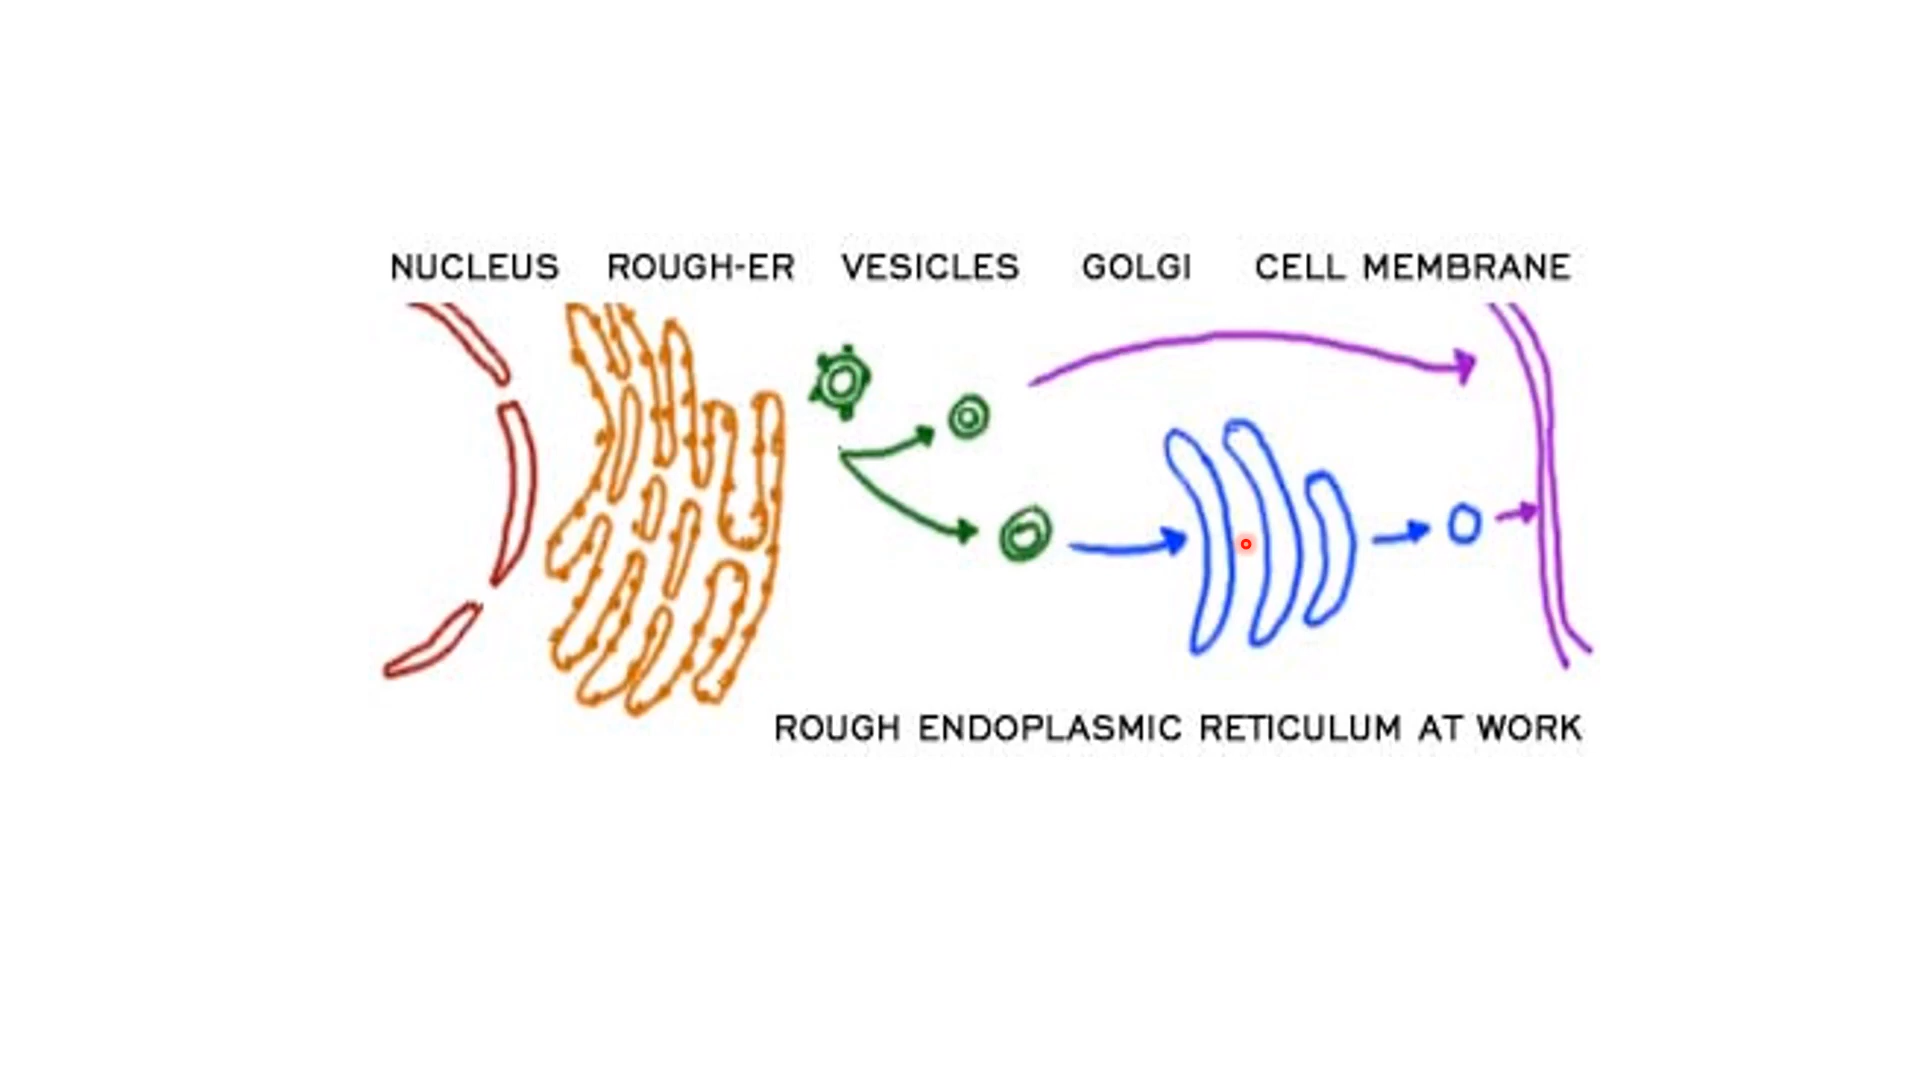 NUCLEUS ROUGH-ER VESICLES GOLGI CELL MEMBRANE
ROUGH ENDOPLASMIC RETICULUM AT WORK